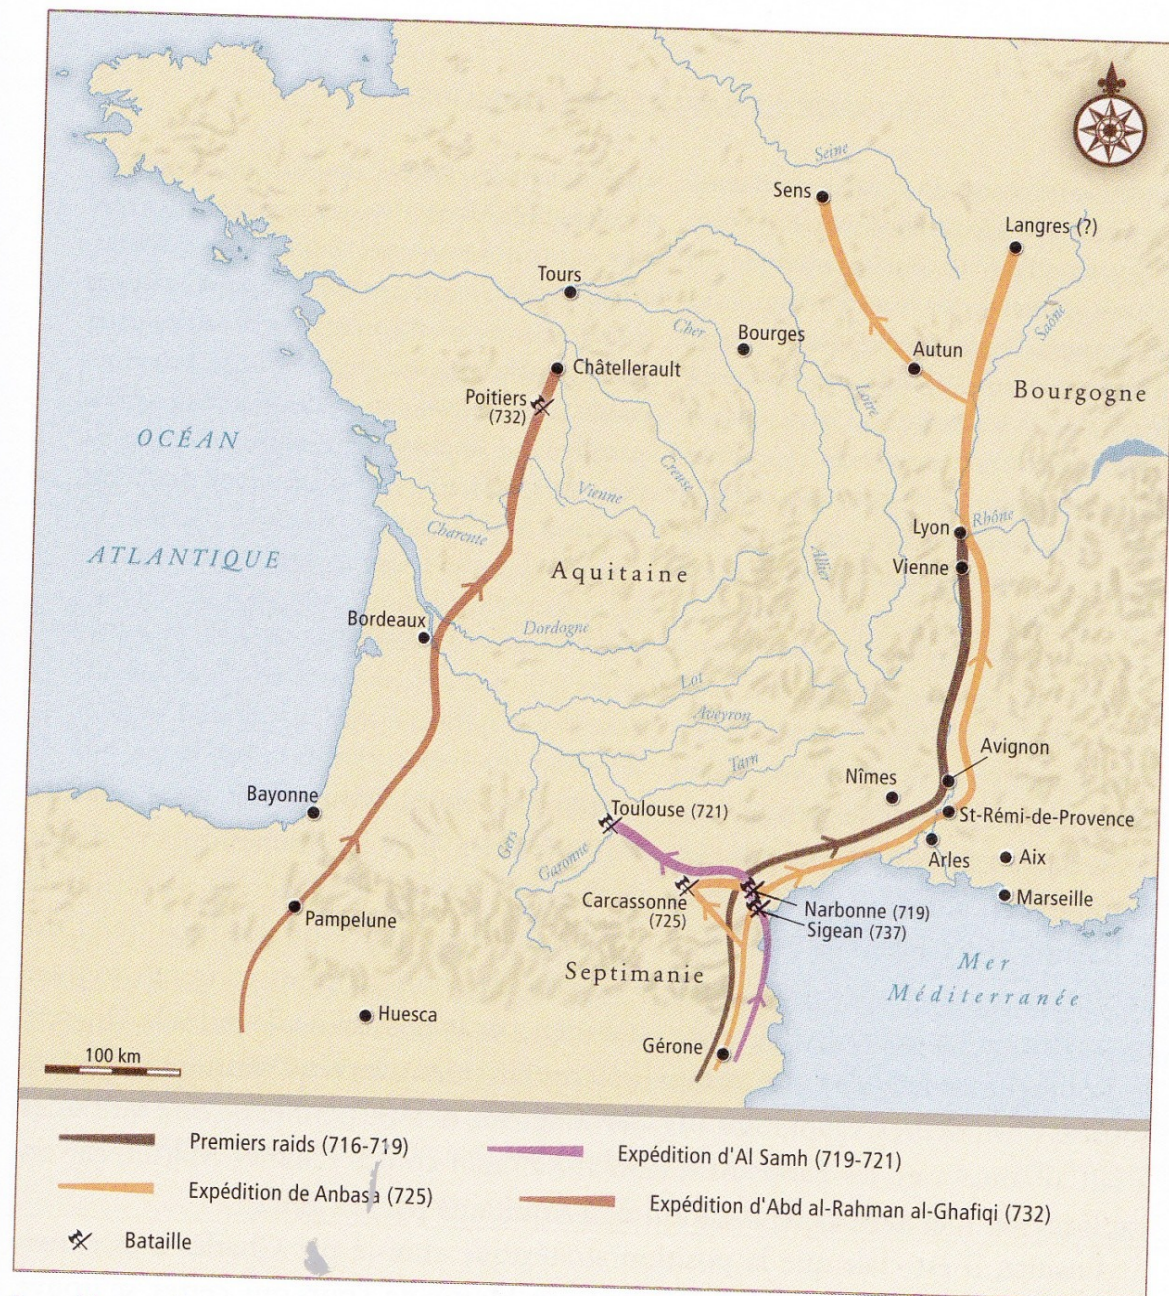 Seine
Sens
Langres (?)
Tours
Cher
Bourges
Saône
Autun
Châtellerault
Bourgogne
Poitiers
(732)
Loire
OCÉAN
Creuse
Vienne
Charente
Lyon
Rhône
ATLANTIQUE
Vienne
Aquitaine
Allier
Bordeaux
Dordogne
Lot
Aveyron
Tarn
Avignon
Nîmes
Bayonne
Toulouse (721)
St-Rémi-de-Provence
Gers
Garonne
Arles
Aix
Carcassonne
(725)
Marseille
Narbonne (719)
Sigean (737)
Pampelune
Mer
Méditerranée
Septimanie
Huesca
Gérone
100 km
Premiers raids (716-719)
Expédition d'Al Samh (719-721)
Expédition de Anbasa (725)
Expédition d'Abd al-Rahman al-Ghafiqi (732)
Bataille